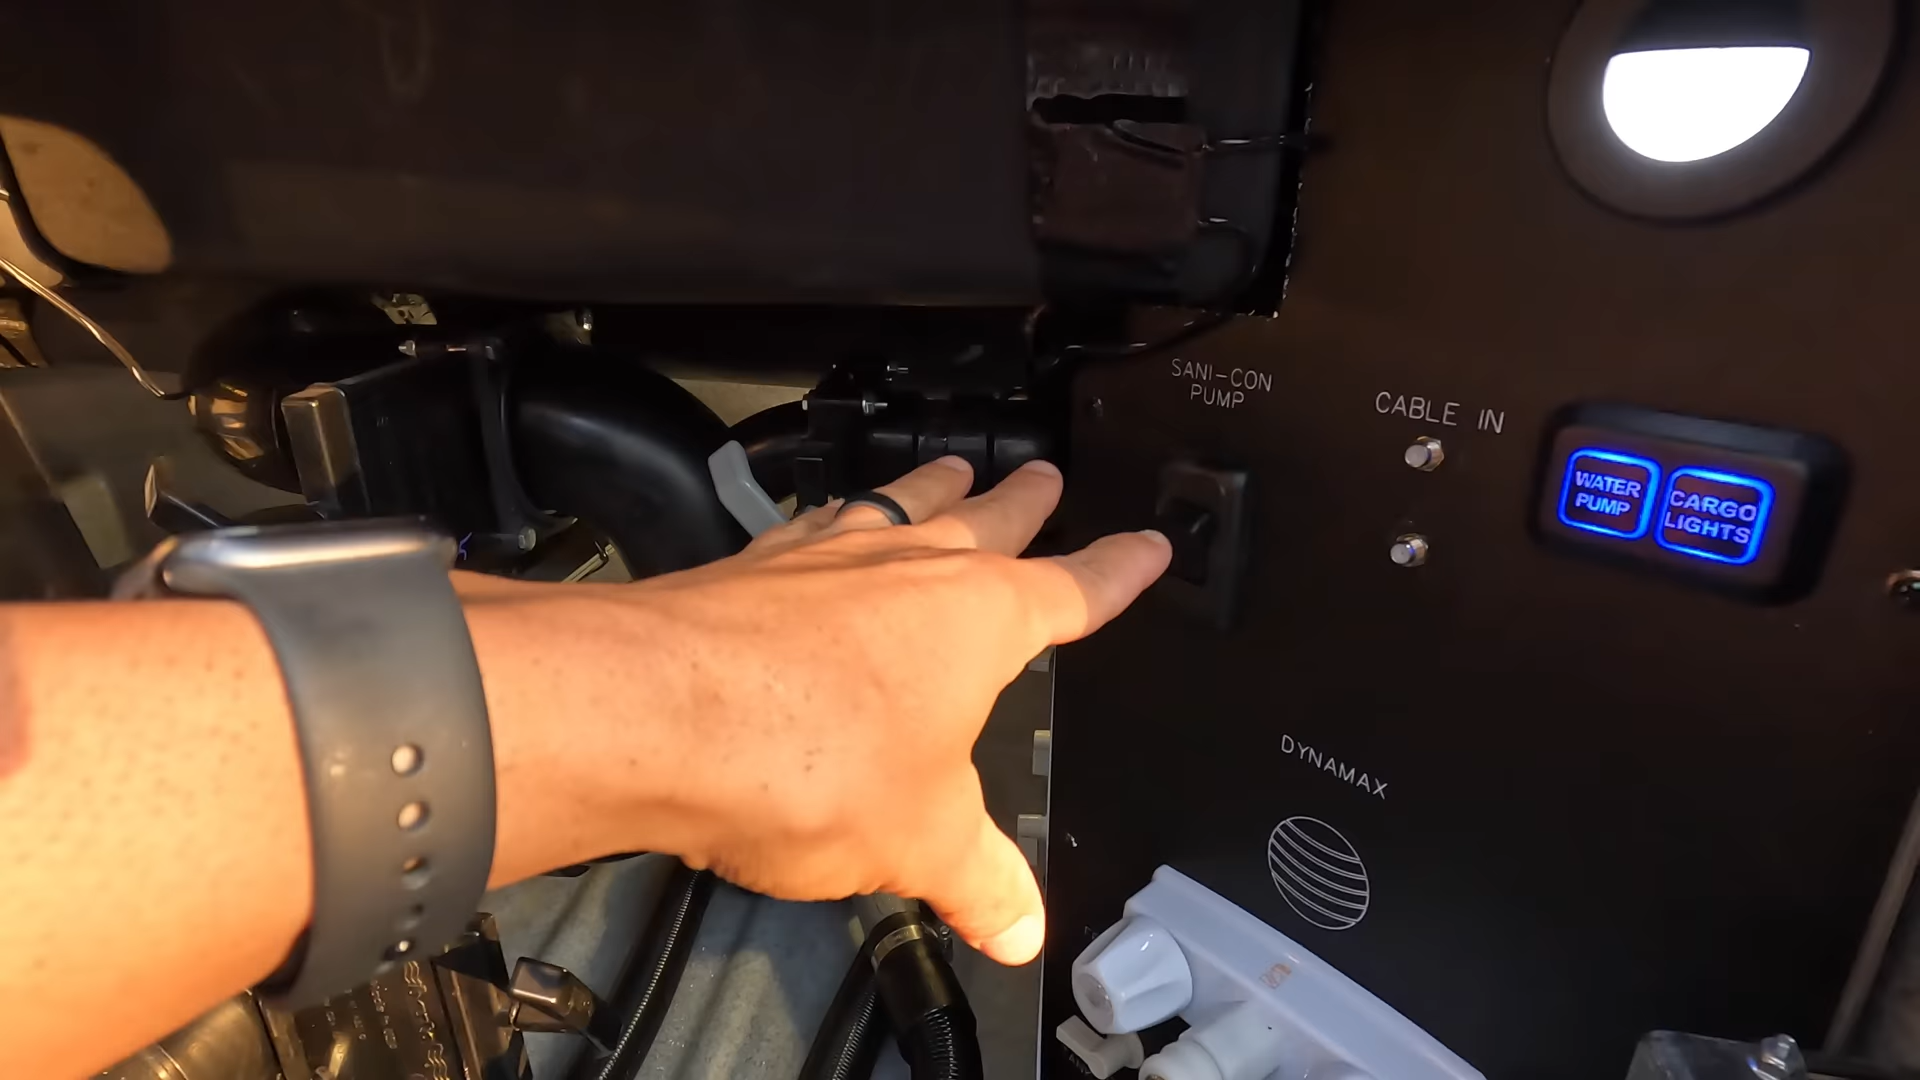 SANI-CON
PUMP
CABLE IN
WATER
PUMP
CARGO
LIGHTS
DYNAMAX